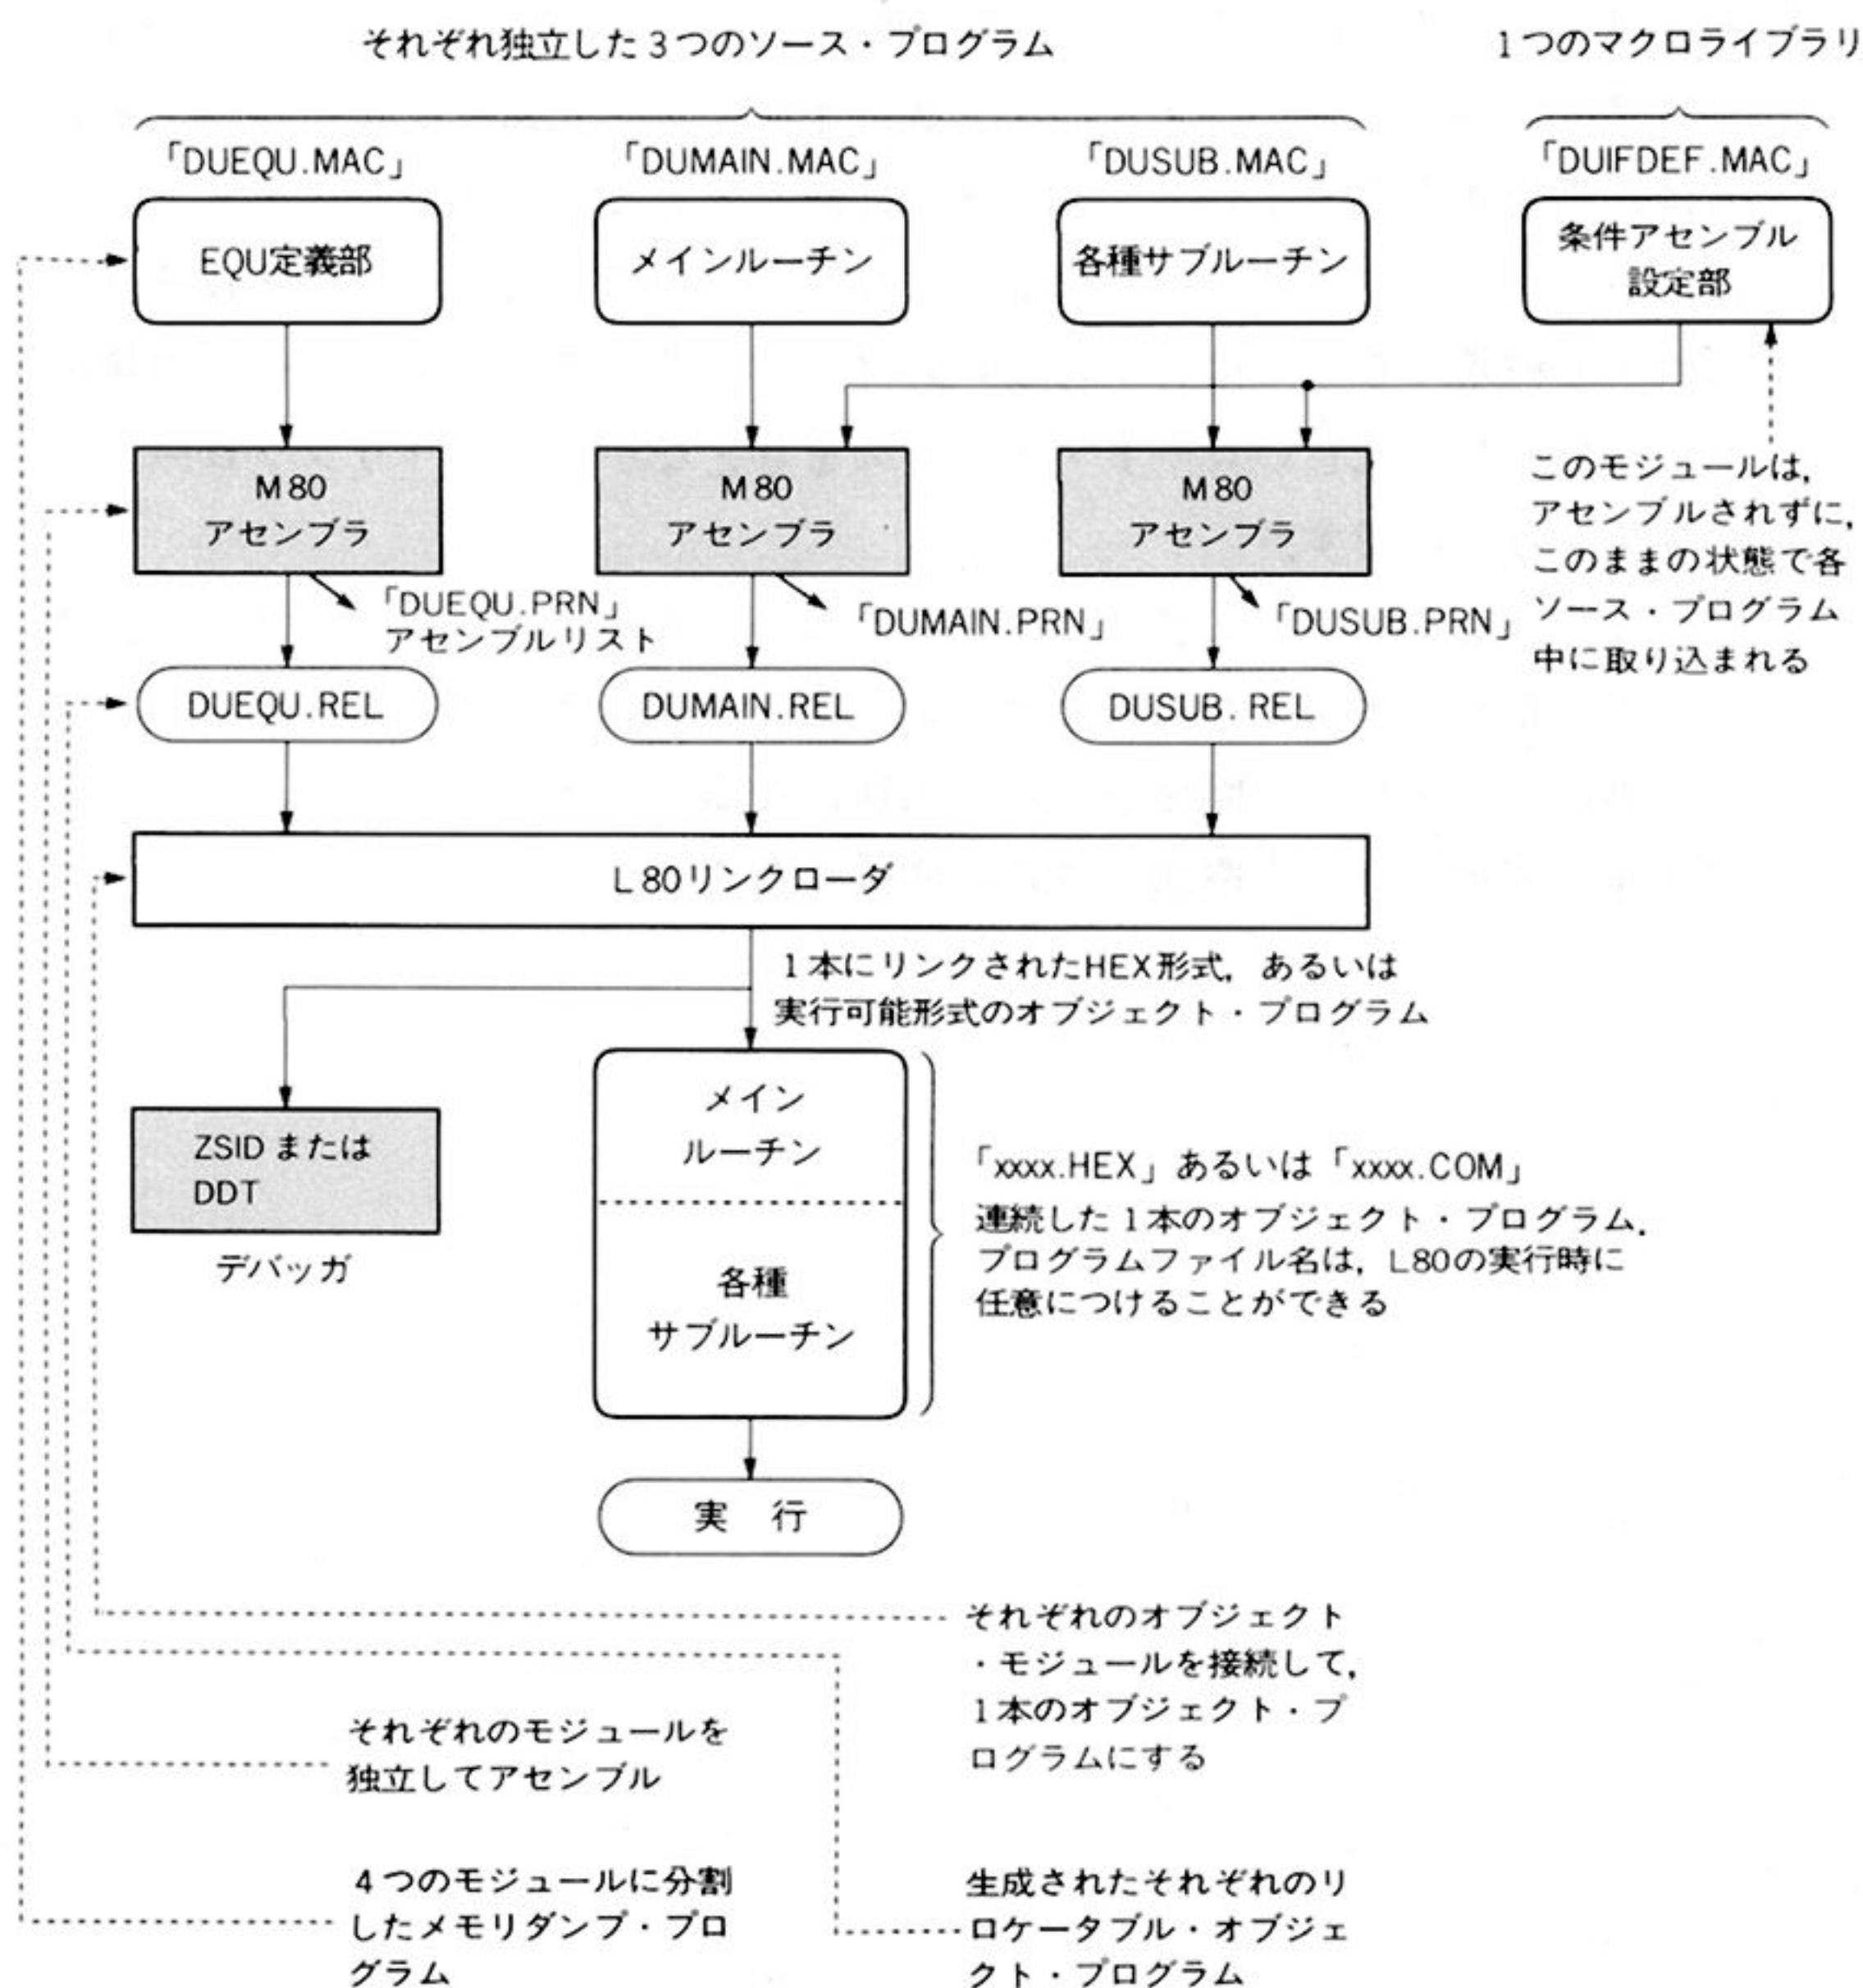 それぞれ独立した3つのソース・プログラム
1つのマクロライブラリ
「DUEQU.MAC」
「DUMAIN.MAC」
「DUSUB.MAC」
「DUIFDEF.MAC」
EQU定義部
メインルーチン
各種サブルーチン
条件アセンブル
設定部
M80
アセンブラ
M80
アセンブラ
M80
アセンブラ
このモジュールは,
アセンブルされずに,
このままの状態で各
ソース・プログラム
中に取り込まれる
「DUEQU.PRN」
アセンブルリスト
「DUMAIN.PRN」
「DUSUB.PRN」
DUEQU.REL
DUMAIN.REL
DUSUB.REL
L80リンクローダ
1本にリンクされたHEX形式, あるいは
実行可能形式のオブジェクト・プログラム
ZSID または
DDT
デバッガ
メイン
ルーチン
各種
サブルーチン
「xxxx.HEX」あるいは「xxxx.COM」
連続した1本のオブジェクト・プログラム.
プログラムファイル名は, L80の実行時に
任意につけることができる
実 行
それぞれのオブジェクト
・モジュールを接続して,
1本のオブジェクト・プ
ログラムにする
それぞれのモジュールを
独立してアセンブル
4つのモジュールに分割
したメモリダンプ・プロ
グラム
生成されたそれぞれのリ
ロケータブル・オブジェ
クト・プログラム